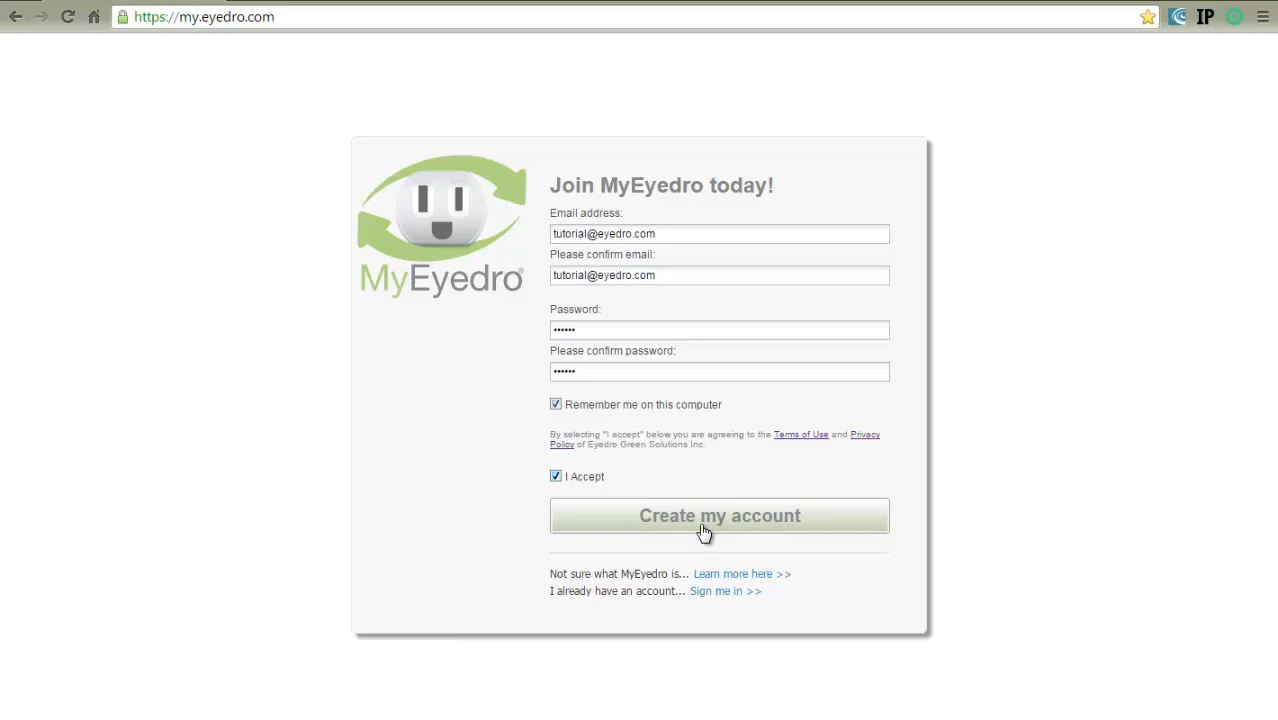 https://my.eyedro.com
IP
Join MyEyedro today!
Email address:
tutorial@eyedro.com
Please confirm email:
tutorial@eyedro.com
MyEyedro®
Password:
••••••
Please confirm password:
••••••
Remember me on this computer
By selecting "I accept" below you are agreeing to the Terms of Use and Privacy
Policy of Eyedro Green Solutions Inc.
I Accept
Create my account
Not sure what MyEyedro is... Learn more here >>
I already have an account... Sign me in >>